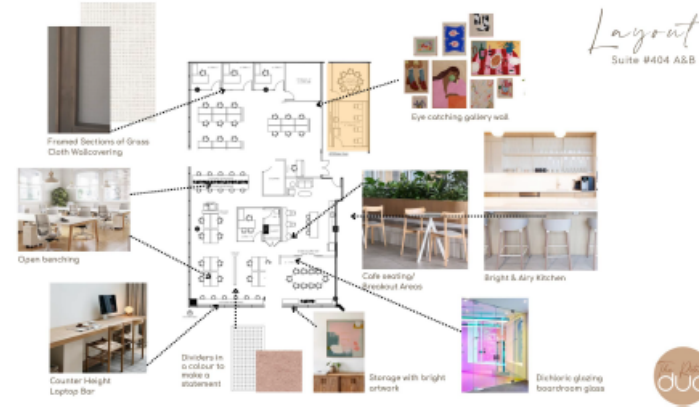 Layout
Suite #404 A&B
Framed Sections of Grass
Cloth Wallcovering
Eye catching gallery wall
Open benching
Cafe seating/
Breakout Areas
Bright & Airy Kitchen
Counter Height
Laptop Bar
Dividers in
a colour to
make a
statement
Storage with bright
artwork
Dichloric glazing
boardroom glass
duo